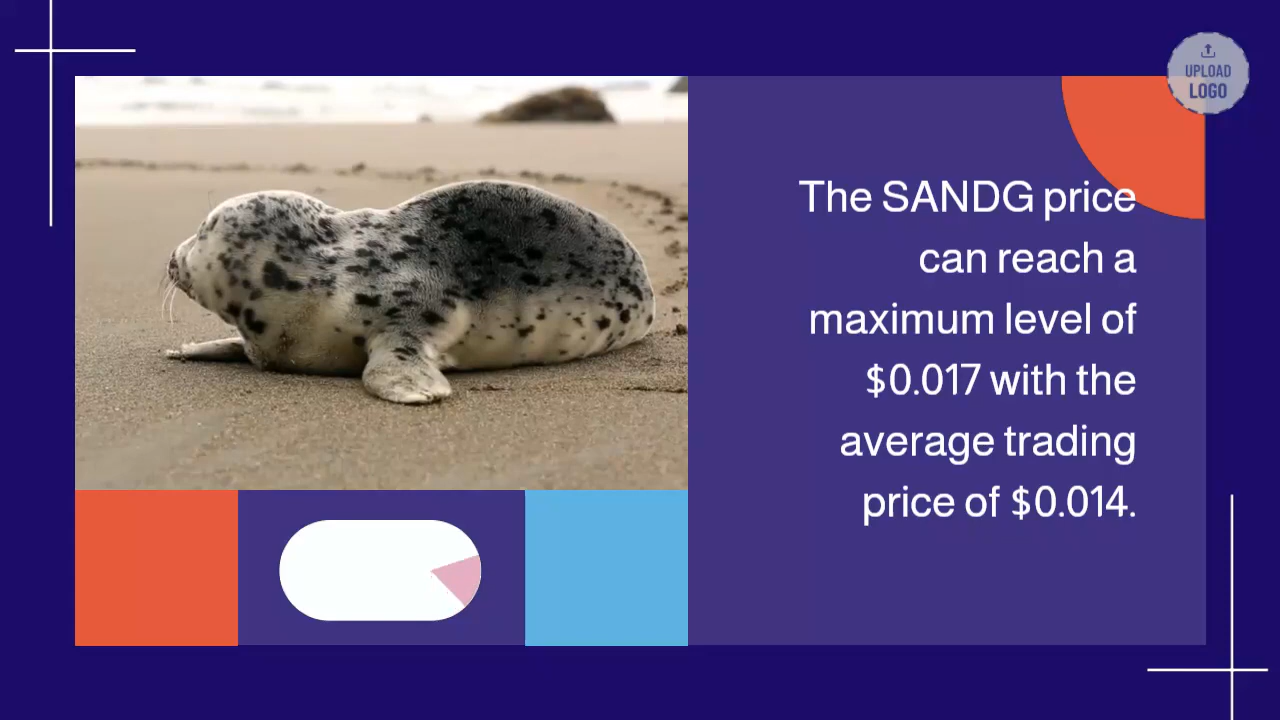 UPLOAD
LOGO
The SANDG price
can reach a
maximum level of
$0.017 with the
average trading
price of $0.014.